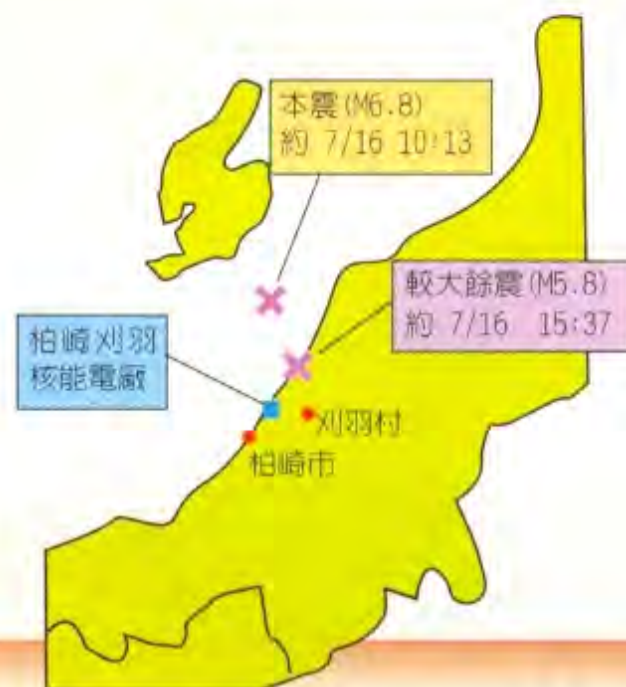 本震(M6.8)
約 7/16 10:13
較大餘震(M5.8)
約 7/16 15:37
柏崎刈羽
核能電廠
刈羽村
柏崎市